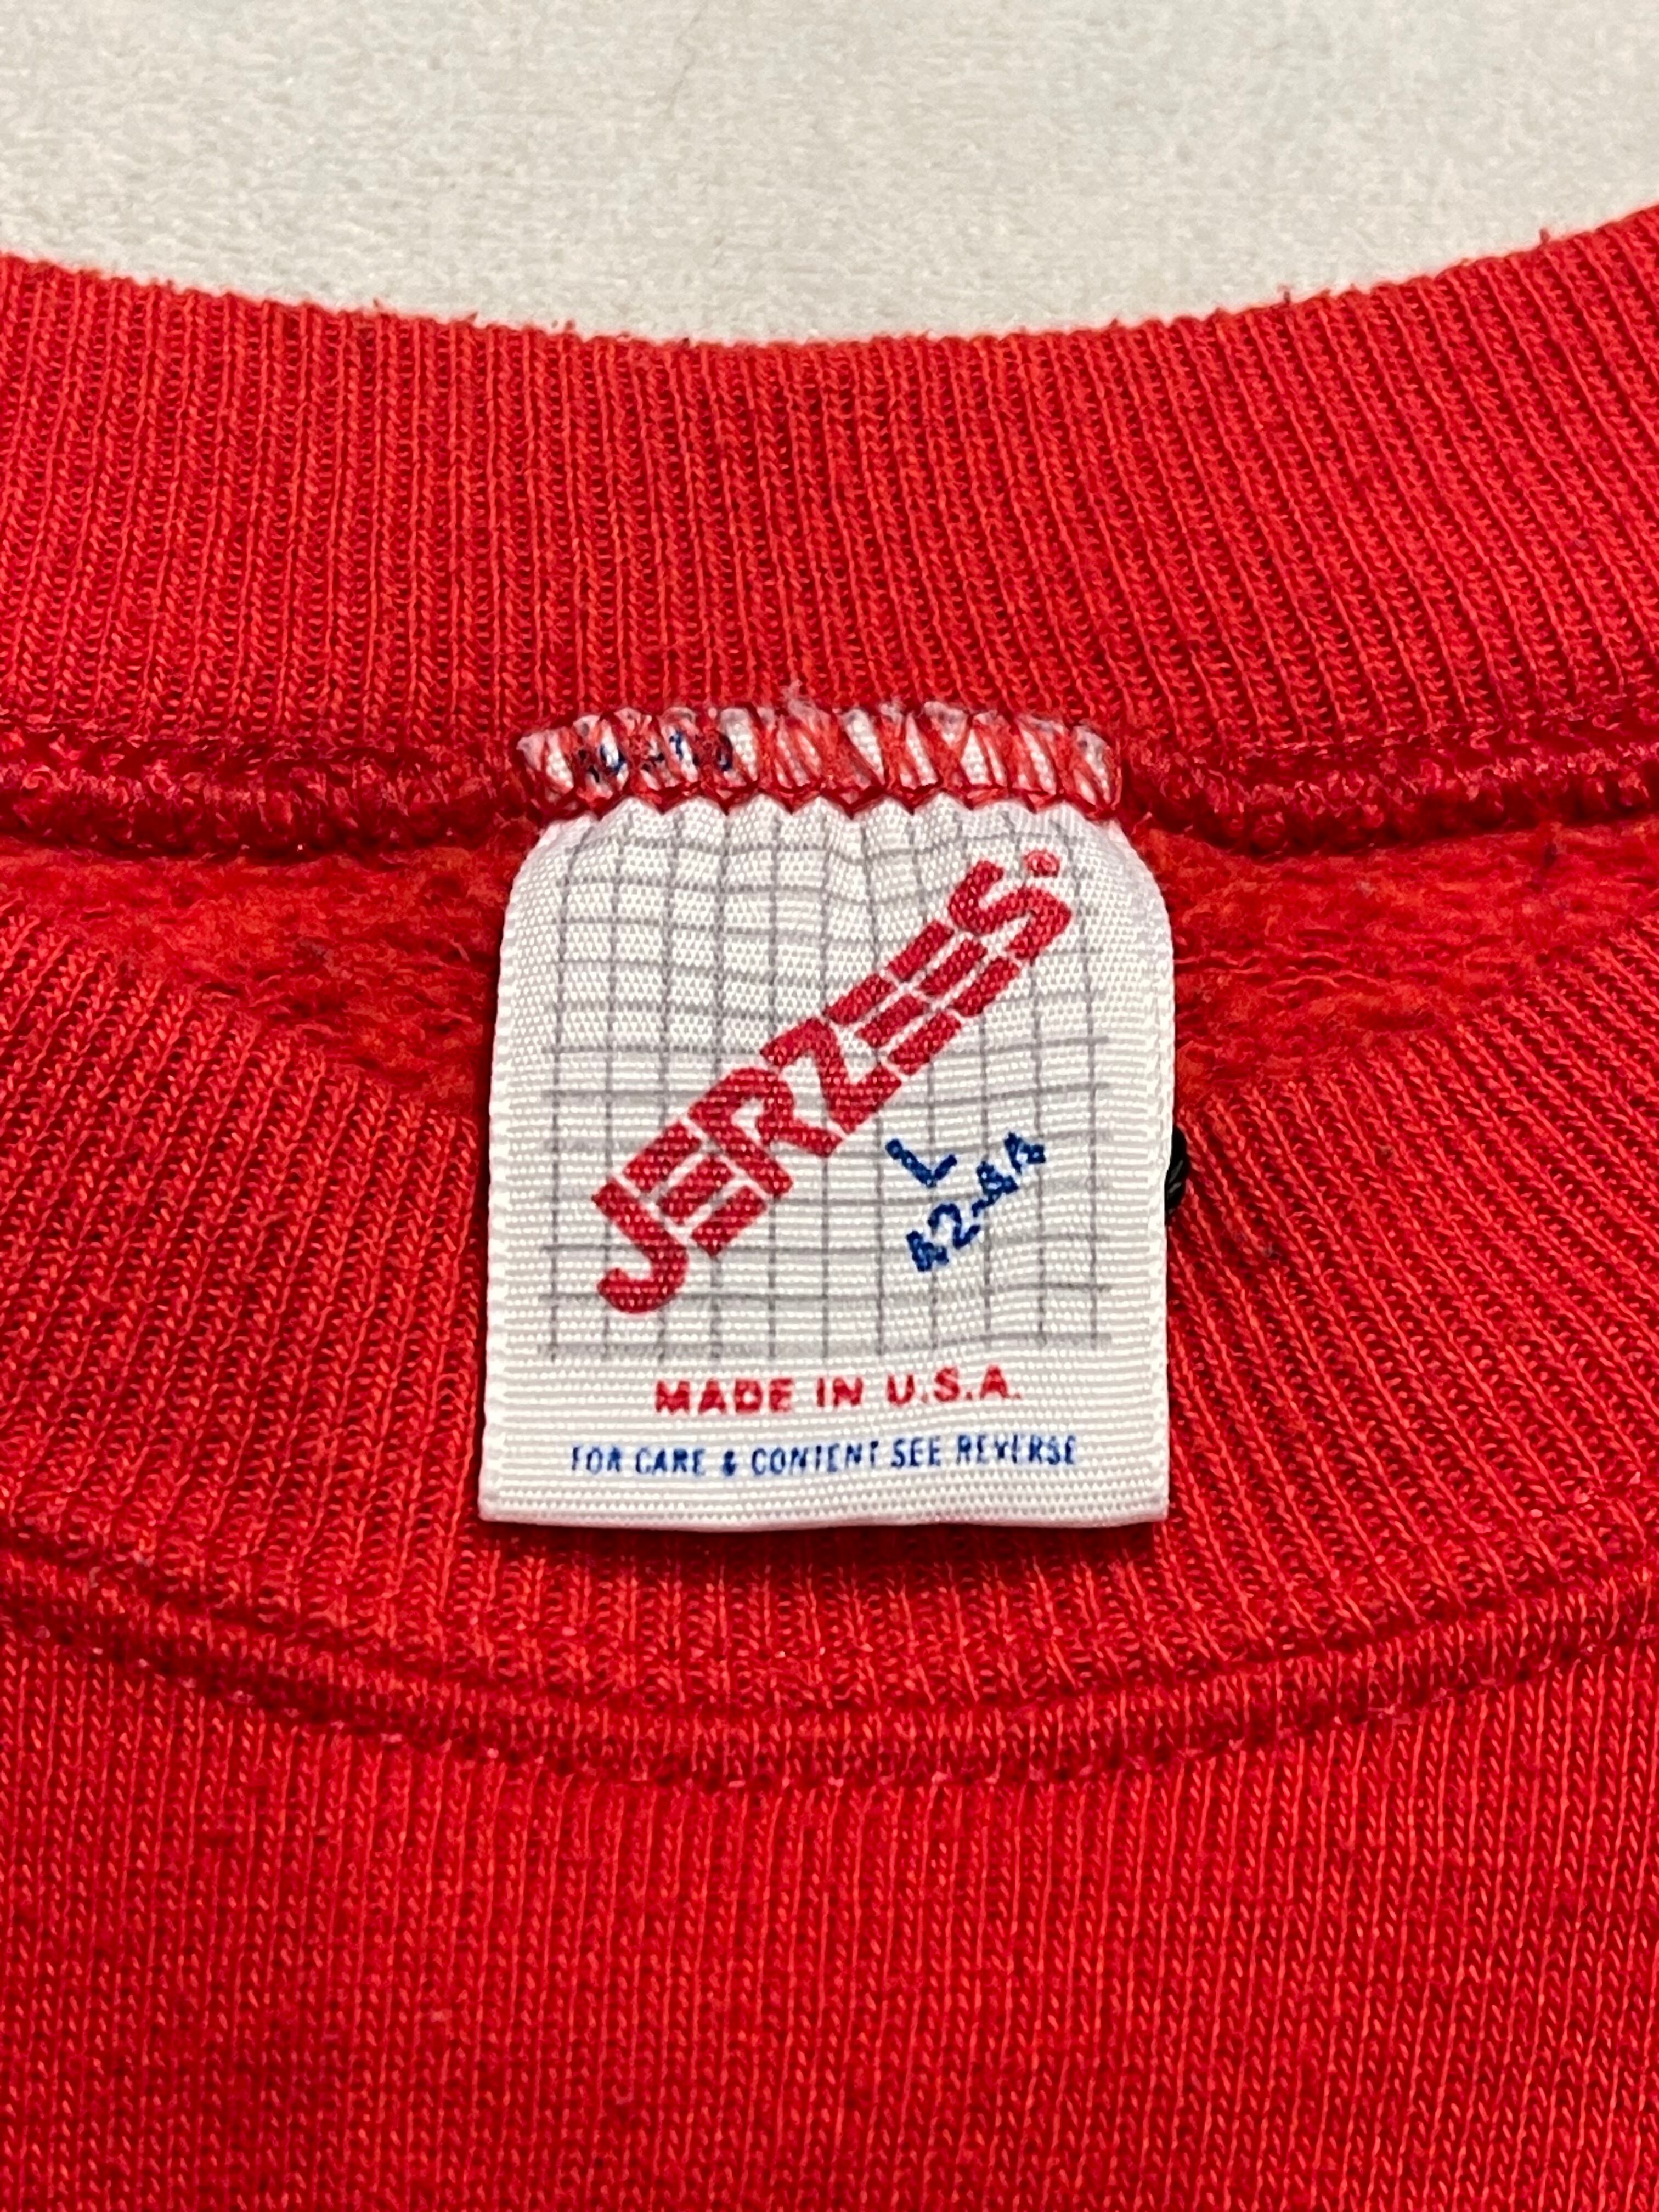 JERZEES®
L
42-44
MADE IN U.S.A.
FOR CARE & CONTENT SEE REVERSE